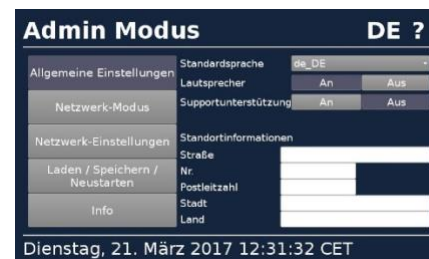 Admin Modus DE ?
Allgemeine Einstellungen
Netzwerk-Modus
Netzwerk-Einstellungen
Laden / Speichern /
Neustarten
Info
Standardsprache de_DE
Lautsprecher An Aus
Supportunterstützung An Aus
Standortinformationen
Straße
Nr.
Postleitzahl
Stadt
Land
Dienstag, 21. März 2017 12:31:32 CET